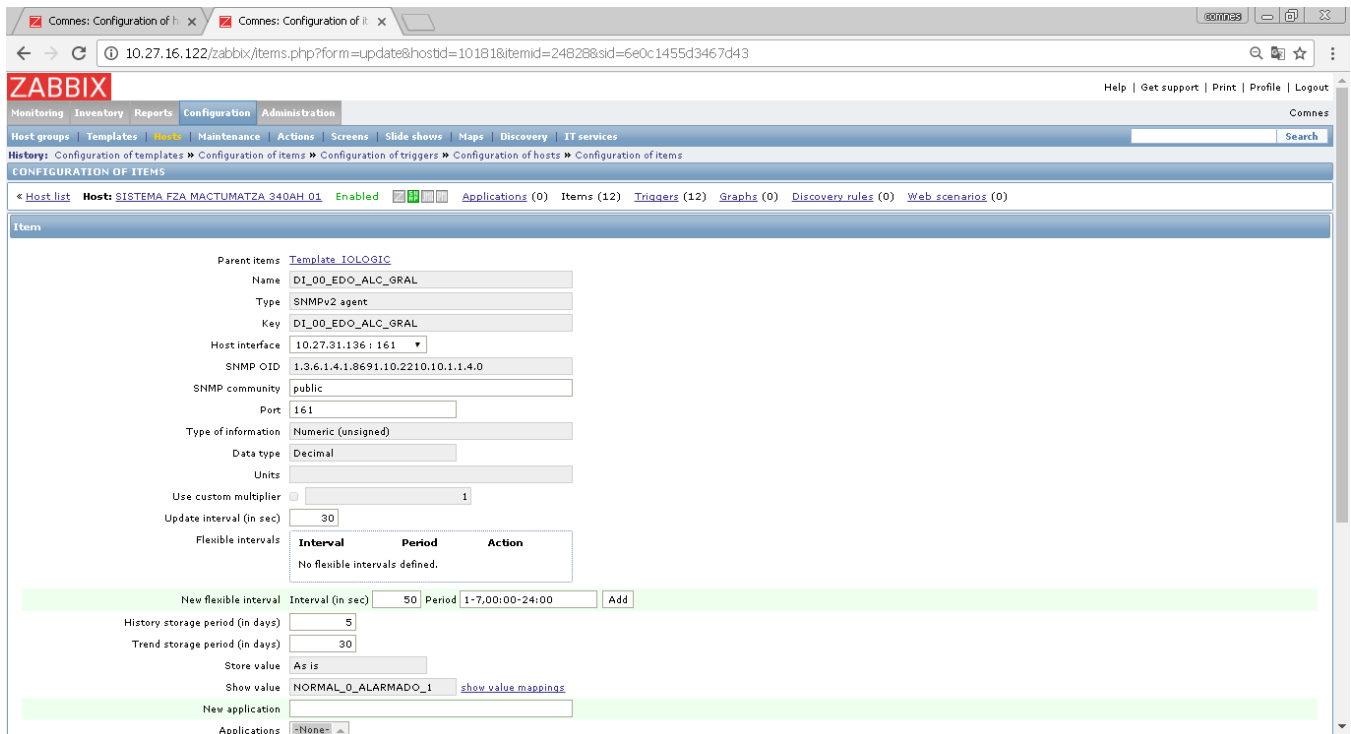 Comnes: Configuration of h
Comnes: Configuration of it
comnes
10.27.16.122/zabbix/items.php?form=update&hostid=10181&itemid=24828&sid=6e0c1455d3467d43
ZABBIX
Help | Get support | Print | Profile | Logout
Monitoring Inventory Reports Configuration Administration
Comnes
Host groups | Templates | Hosts | Maintenance | Actions | Screens | Slide shows | Maps | Discovery | IT services
Search
History: Configuration of templates » Configuration of items » Configuration of triggers » Configuration of hosts » Configuration of items
CONFIGURATION OF ITEMS
« Host list Host: SISTEMA FZA MACTUMATZA 340AH 01 Enabled Applications (0) Items (12) Triggers (12) Graphs (0) Discovery rules (0) Web scenarios (0)
Item
Parent items Template IOLOGIC
Name DI_00_EDO_ALC_GRAL
Type SNMPv2 agent
Key DI_00_EDO_ALC_GRAL
Host interface 10.27.31.136 : 161
SNMP OID 1.3.6.1.4.1.8691.10.2210.10.1.1.4.0
SNMP community public
Port 161
Type of information Numeric (unsigned)
Data type Decimal
Units
Use custom multiplier 1
Update interval (in sec) 30
Flexible intervals Interval Period Action
No flexible intervals defined.
New flexible interval Interval (in sec) 50 Period 1-7,00:00-24:00 Add
History storage period (in days) 5
Trend storage period (in days) 30
Store value As is
Show value NORMAL_0_ALARMADO_1 show value mappings
New application
Applications -None-